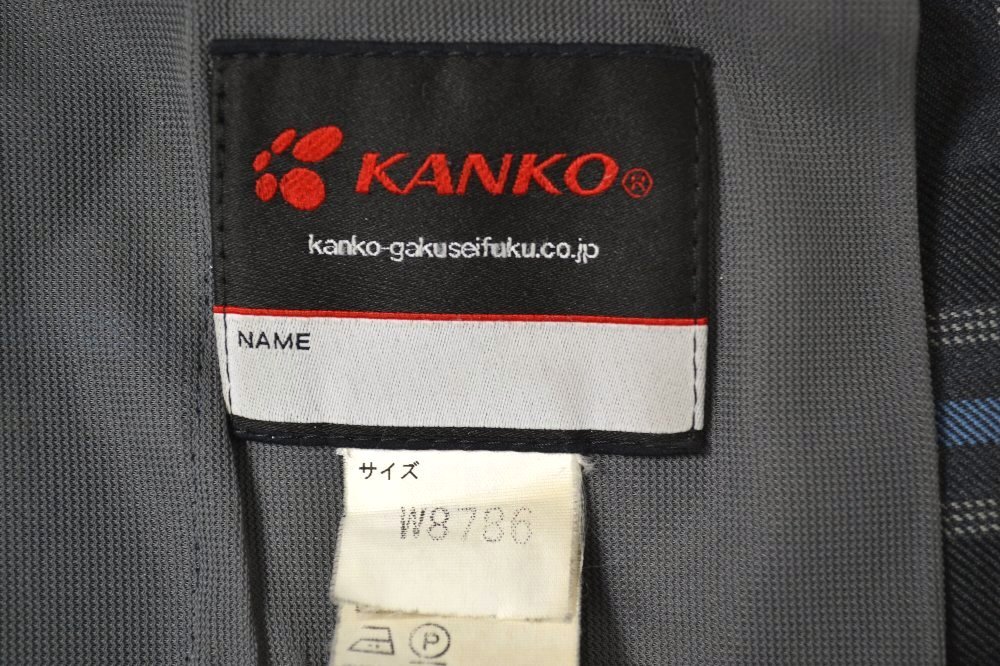 KANKO®
kanko-gakuseifuku.co.jp
NAME
サイズ
W8786
P